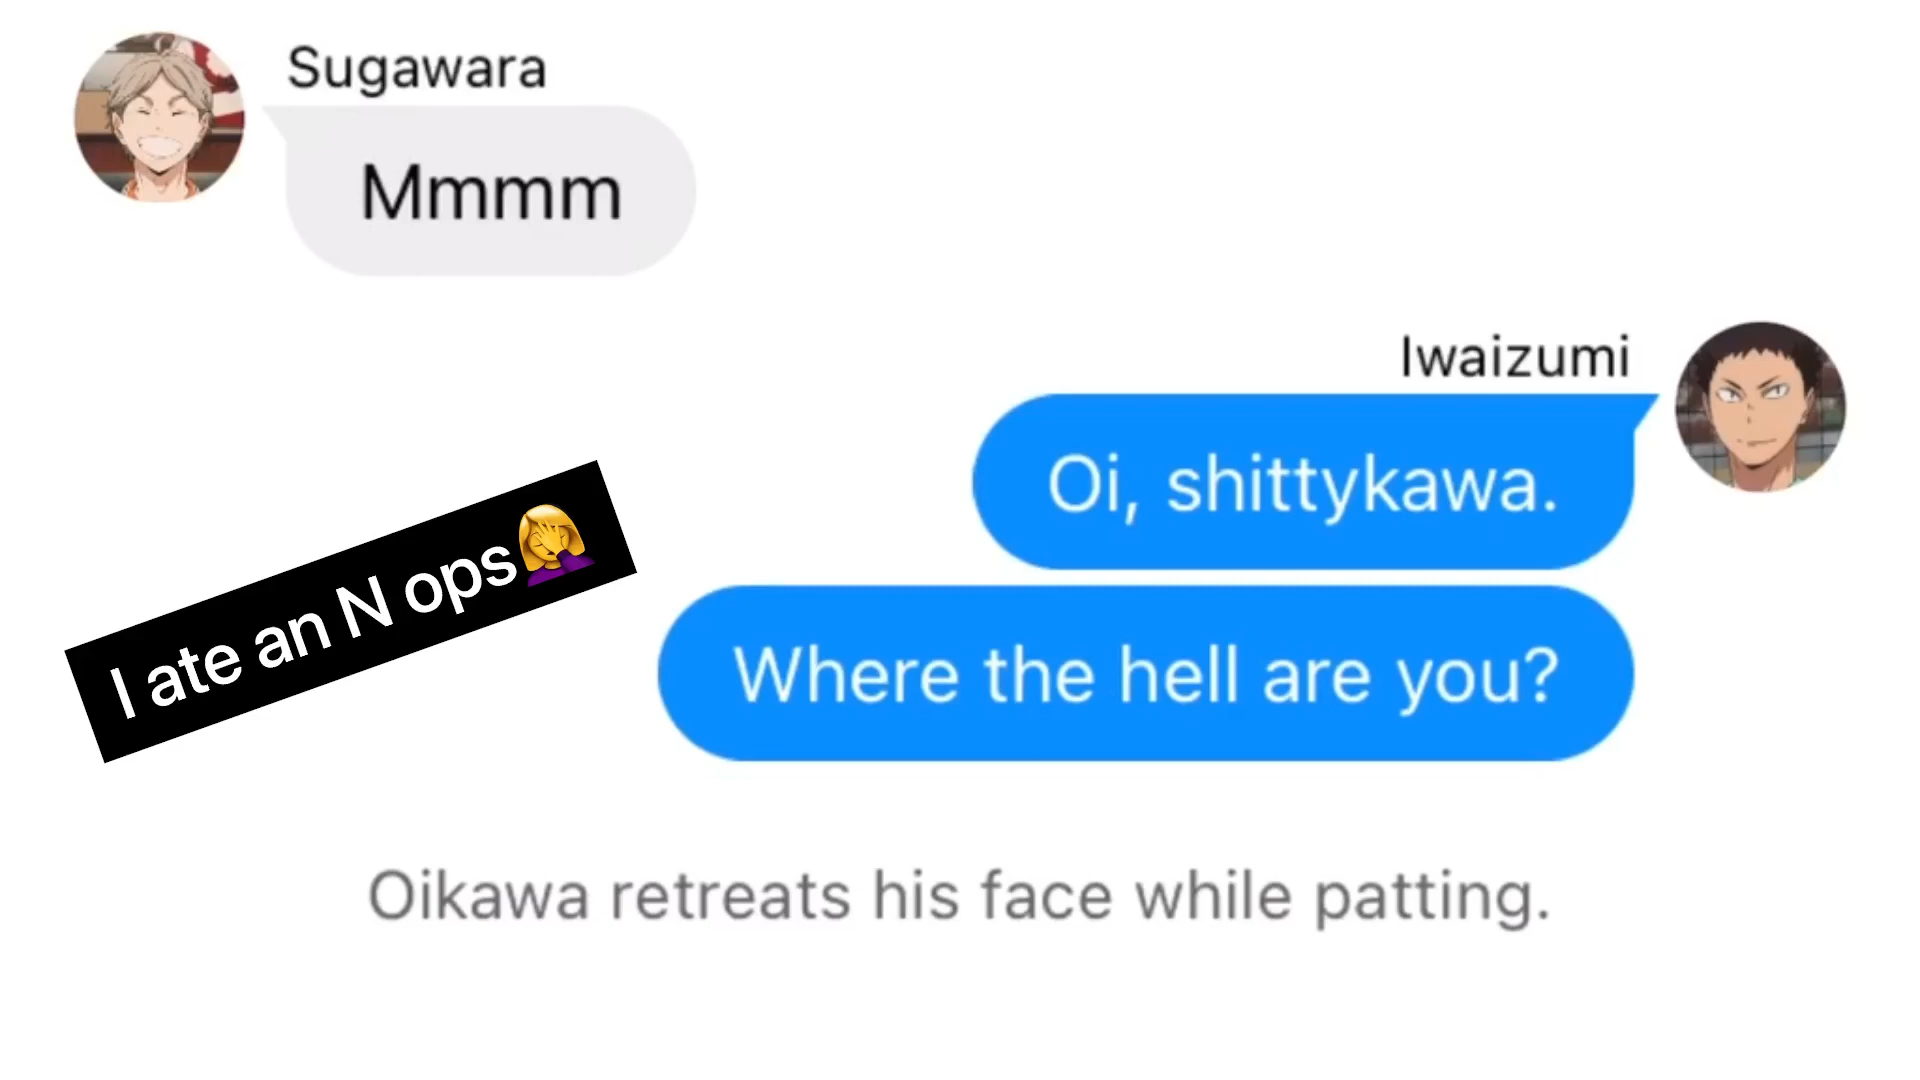 Sugawara
Mmmm
Iwaizumi
Oi, shittykawa.
I ate an N ops🤦‍♀️
Where the hell are you?
Oikawa retreats his face while patting.